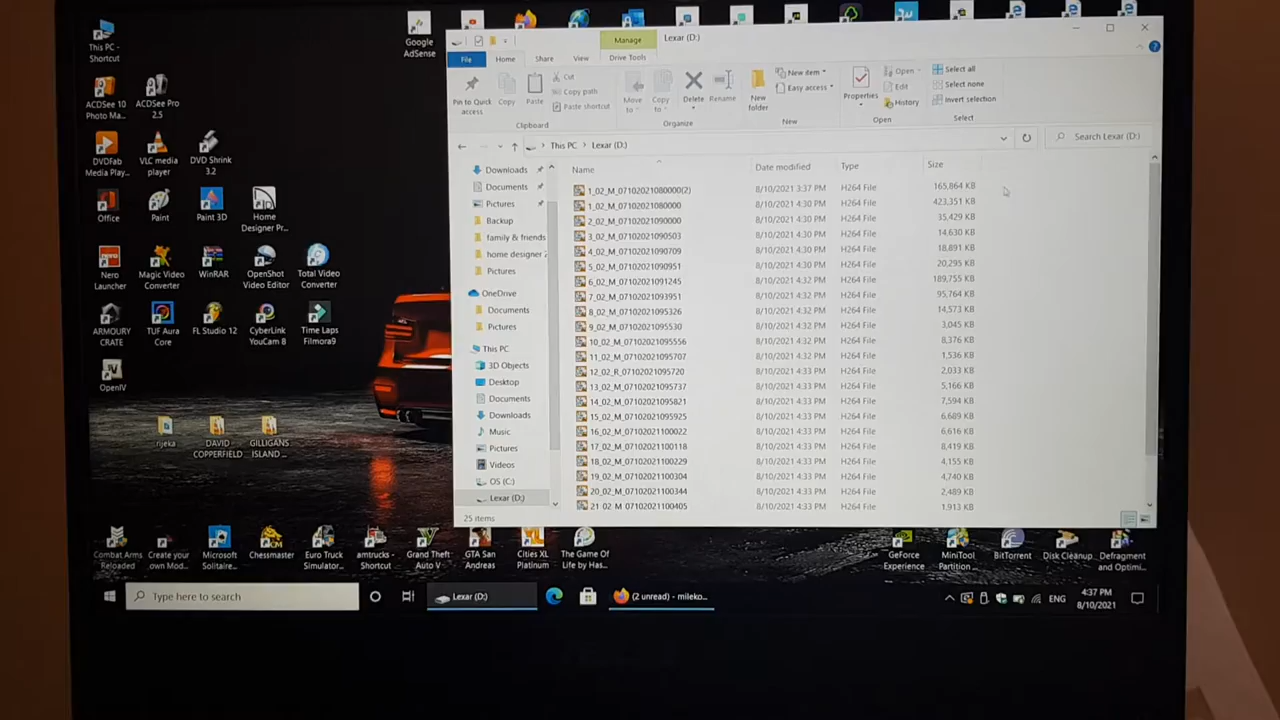 This PC -
Shortcut
Google
AdSense
ACDSee 10
Photo Ma...
ACDSee Pro
2.5
DVDFab
Media Play...
VLC media
player
DVD Shrink
3.2
Office
Paint
Paint 3D
Home
Designer Pr...
Nero
Launcher
Magic Video
Converter
WinRAR
OpenShot
Video Editor
Total Video
Converter
ARMOURY
CRATE
TUF Aura
Core
FL Studio 12
CyberLink
YouCam 8
Time Laps
Filmora9
OpenIV
rijeka
DAVID
COPPERFIELD
GILLIGANS
ISLAND ...
Manage
Lexar (D:)
File
Home
Share
View
Drive Tools
Pin to Quick
access
Copy
Paste
Cut
Copy path
Paste shortcut
Clipboard
Move
to
Copy
to
Delete
Rename
Organize
New
folder
New item
Easy access
New
Properties
Open
Edit
History
Open
Select all
Select none
Invert selection
Select
This PC > Lexar (D:)
Search Lexar (D:)
Downloads
Documents
Pictures
Backup
family & friends
home designer
Pictures
OneDrive
Documents
Pictures
This PC
3D Objects
Desktop
Documents
Downloads
Music
Pictures
Videos
OS (C:)
Lexar (D:)
Name Date modified Type Size
1_02_M_07102021080000(2) 8/10/2021 3:37 PM H264 File 165,864 KB
1_02_M_07102021080000 8/10/2021 4:30 PM H264 File 423,351 KB
2_02_M_07102021090000 8/10/2021 4:30 PM H264 File 35,429 KB
3_02_M_07102021090503 8/10/2021 4:30 PM H264 File 14,630 KB
4_02_M_07102021090709 8/10/2021 4:30 PM H264 File 18,891 KB
5_02_M_07102021090951 8/10/2021 4:30 PM H264 File 20,295 KB
6_02_M_07102021091245 8/10/2021 4:32 PM H264 File 189,755 KB
7_02_M_07102021093951 8/10/2021 4:32 PM H264 File 95,764 KB
8_02_M_07102021095326 8/10/2021 4:32 PM H264 File 14,573 KB
9_02_M_07102021095530 8/10/2021 4:32 PM H264 File 3,045 KB
10_02_M_07102021095556 8/10/2021 4:32 PM H264 File 8,376 KB
11_02_M_07102021095707 8/10/2021 4:32 PM H264 File 1,536 KB
12_02_R_07102021095720 8/10/2021 4:33 PM H264 File 2,033 KB
13_02_M_07102021095737 8/10/2021 4:33 PM H264 File 5,166 KB
14_02_M_07102021095821 8/10/2021 4:33 PM H264 File 7,594 KB
15_02_M_07102021095925 8/10/2021 4:33 PM H264 File 6,689 KB
16_02_M_07102021100022 8/10/2021 4:33 PM H264 File 6,616 KB
17_02_M_07102021100118 8/10/2021 4:33 PM H264 File 8,419 KB
18_02_M_07102021100229 8/10/2021 4:33 PM H264 File 4,155 KB
19_02_M_07102021100304 8/10/2021 4:33 PM H264 File 4,740 KB
20_02_M_07102021100344 8/10/2021 4:33 PM H264 File 2,489 KB
21_02_M_07102021100405 8/10/2021 4:33 PM H264 File 1,913 KB
25 items
Combat Arms
Reloaded
Create your
own Mod...
Microsoft
Solitaire...
Chessmaster
Euro Truck
Simulator...
amtrucks -
Shortcut
Grand Theft
Auto V
GTA San
Andreas
Cities XL
Platinum
The Game Of
Life by Has...
GeForce
Experience
MiniTool
Partition ...
BitTorrent
Disk Cleanup
Defragment
and Optimi...
Type here to search
Lexar (D:)
(2 unread) - mileko...
ENG
4:37 PM
8/10/2021